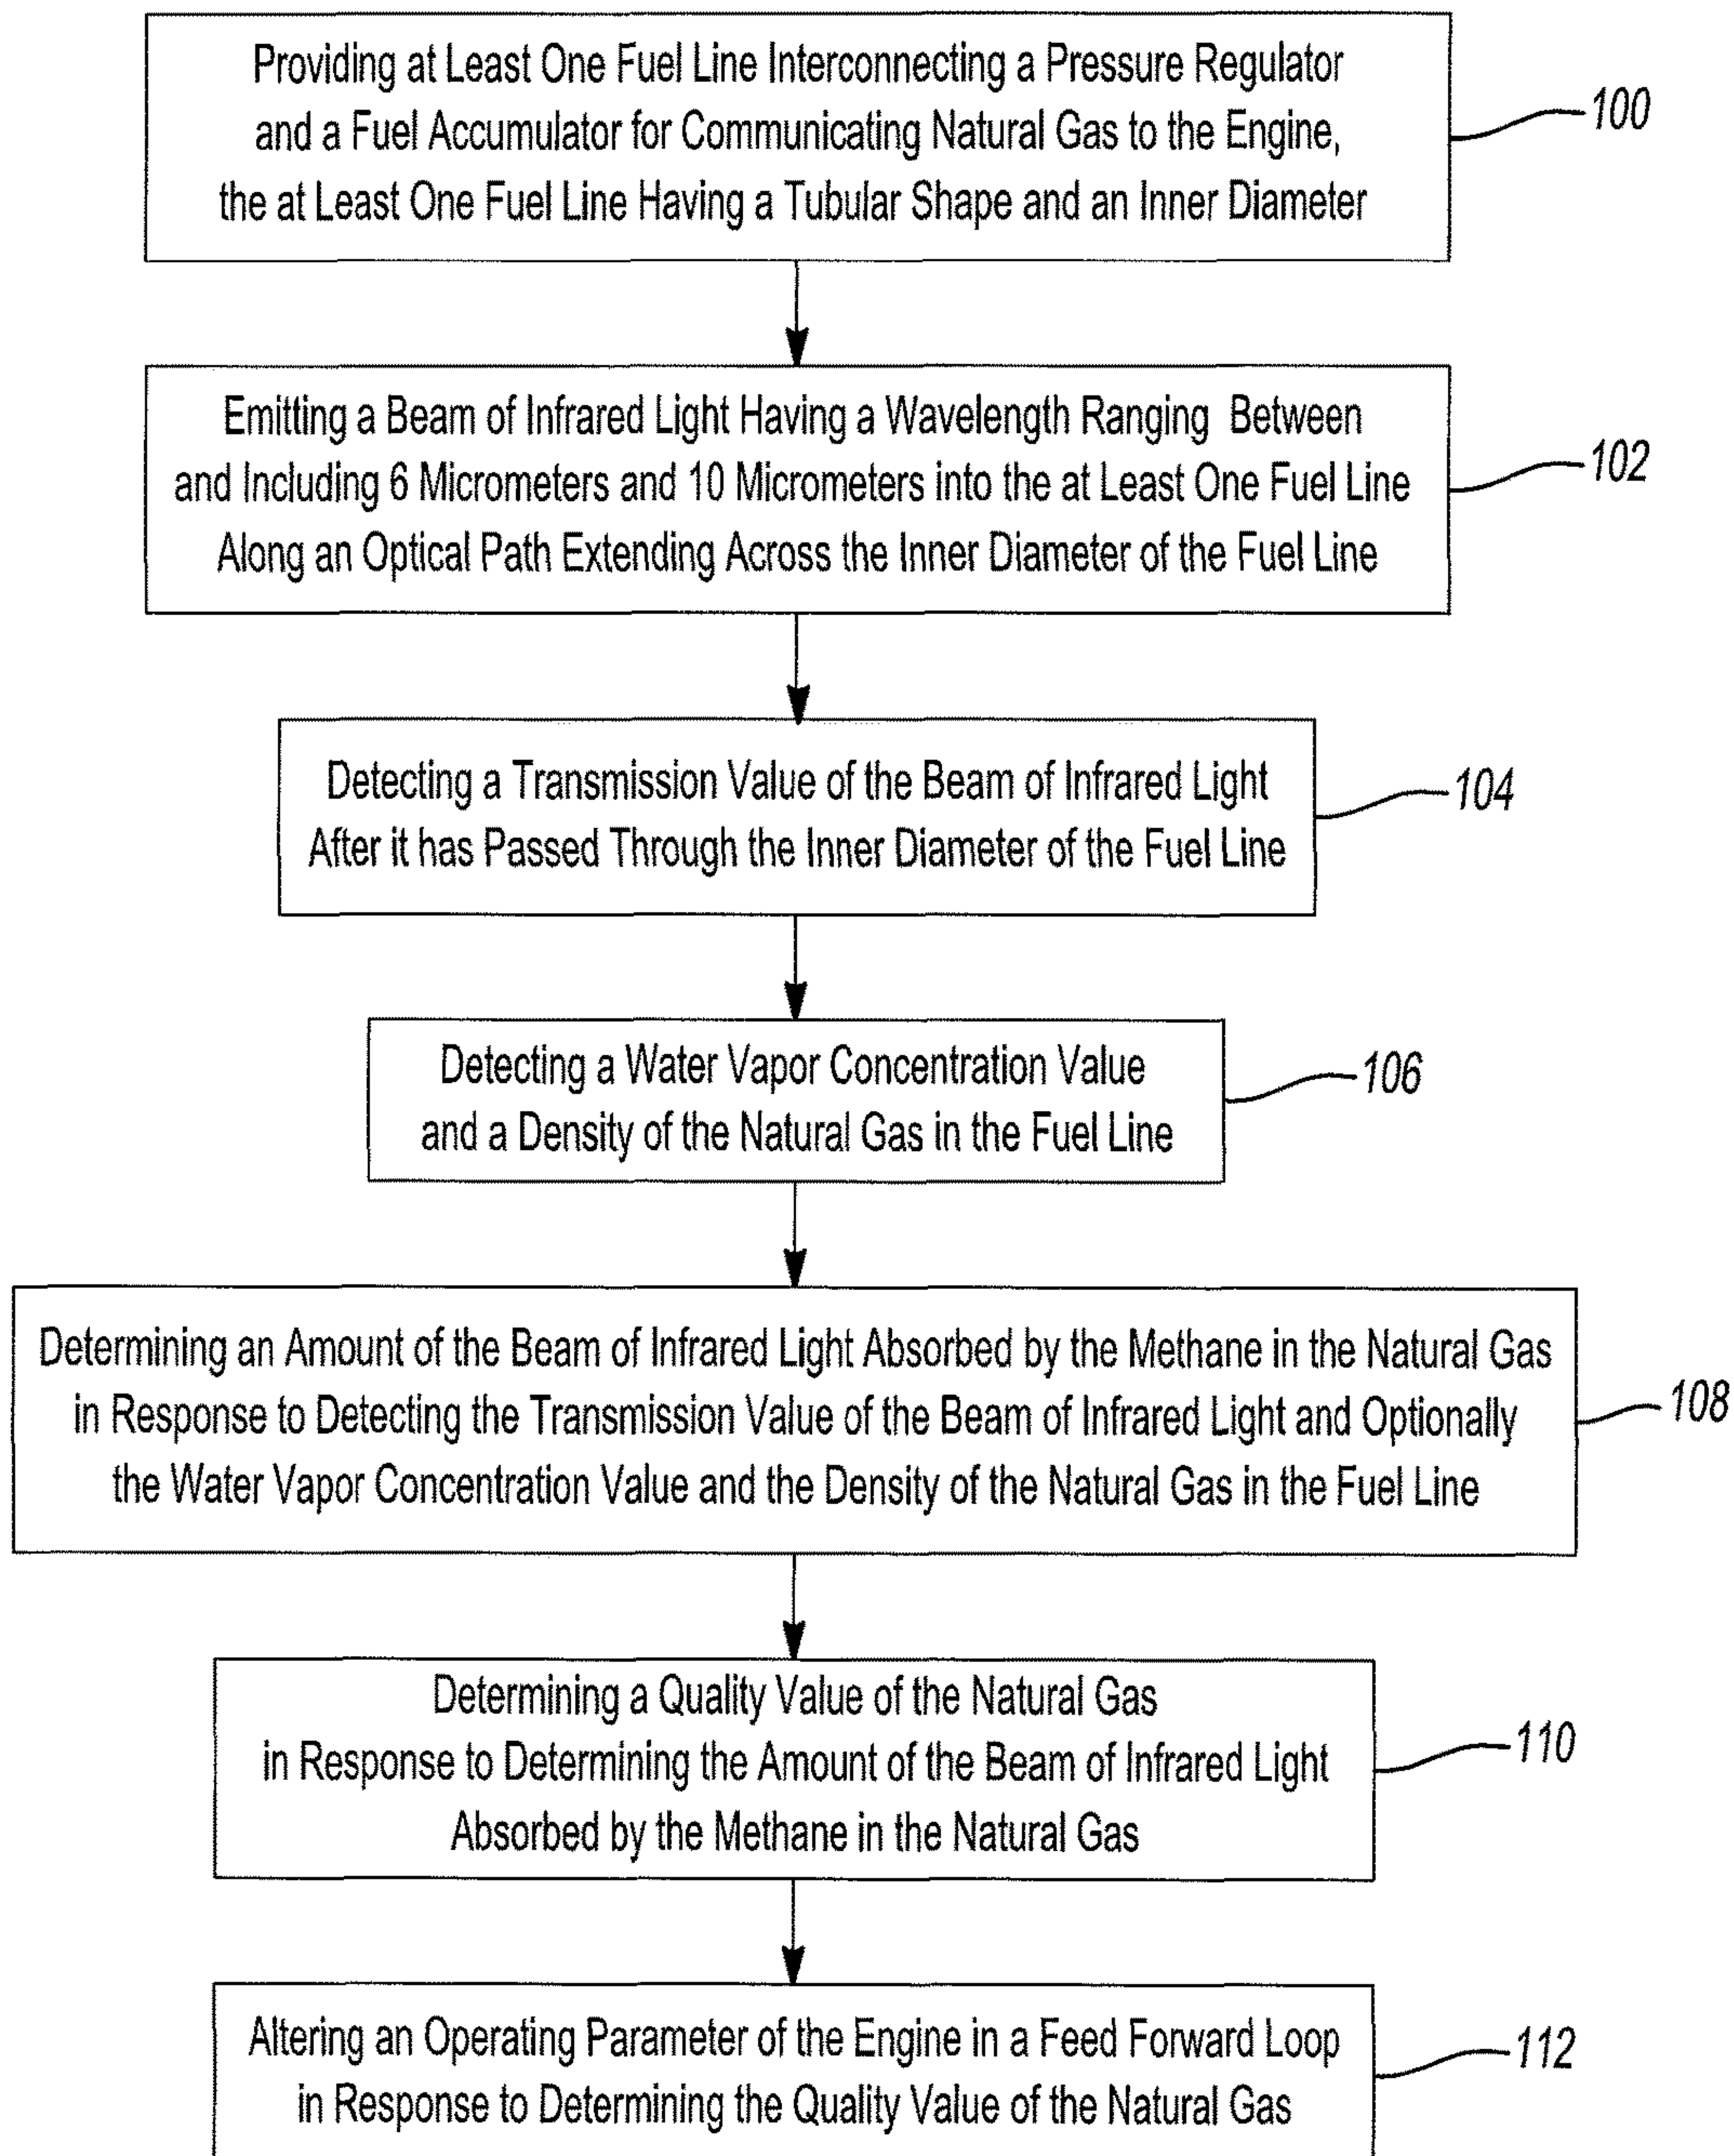 Providing at Least One Fuel Line Interconnecting a Pressure Regulator
and a Fuel Accumulator for Communicating Natural Gas to the Engine,
the at Least One Fuel Line Having a Tubular Shape and an Inner Diameter
100
Emitting a Beam of Infrared Light Having a Wavelength Ranging Between
and Including 6 Micrometers and 10 Micrometers into the at Least One Fuel Line
Along an Optical Path Extending Across the Inner Diameter of the Fuel Line
102
Detecting a Transmission Value of the Beam of Infrared Light
After it has Passed Through the Inner Diameter of the Fuel Line
104
Detecting a Water Vapor Concentration Value
and a Density of the Natural Gas in the Fuel Line
106
Determining an Amount of the Beam of Infrared Light Absorbed by the Methane in the Natural Gas
in Response to Detecting the Transmission Value of the Beam of Infrared Light and Optionally
the Water Vapor Concentration Value and the Density of the Natural Gas in the Fuel Line
108
Determining a Quality Value of the Natural Gas
in Response to Determining the Amount of the Beam of Infrared Light
Absorbed by the Methane in the Natural Gas
110
Altering an Operating Parameter of the Engine in a Feed Forward Loop
in Response to Determining the Quality Value of the Natural Gas
112